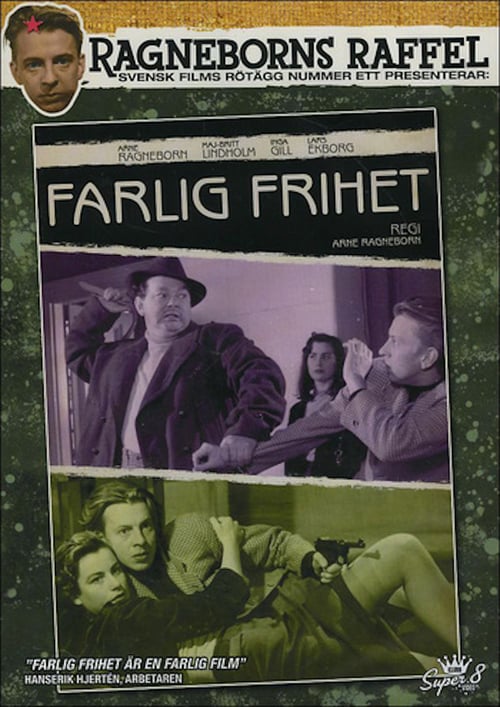 RAGNEBORNS RAFFEL
SVENSK FILMS RÖTÄGG NUMMER ETT PRESENTERAR:
ARNE RAGNEBORN MAJ-BRITT LINDHOLM INGA GILL LARS EKBORG
FARLIG FRIHET
REGI
ARNE RAGNEBORN
"FARLIG FRIHET ÄR EN FARLIG FILM"
HANSERIK HJERTÉN, ARBETAREN
Super 8
VIDEO